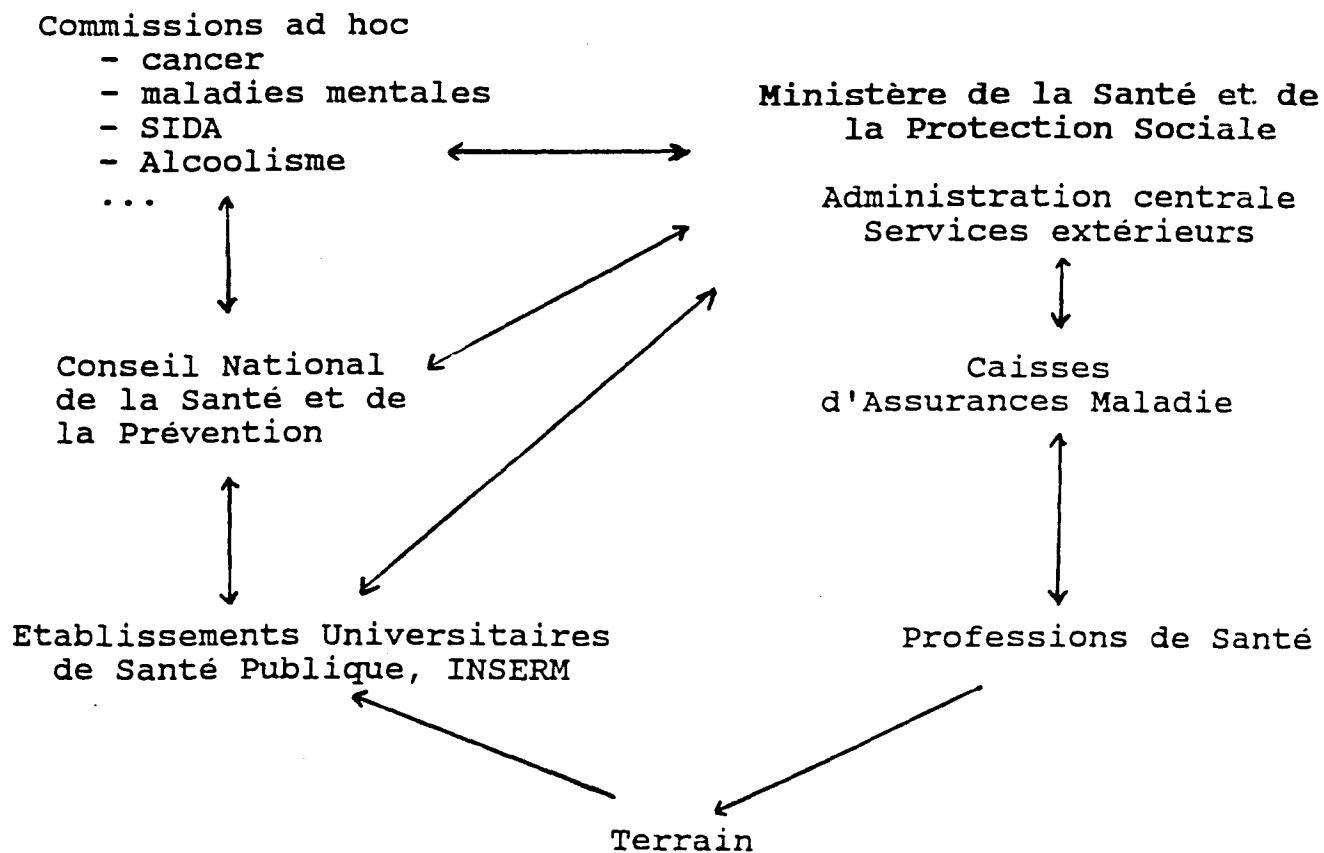 Commissions ad hoc
- cancer
- maladies mentales
- SIDA
- Alcoolisme
...
Ministère de la Santé et de
la Protection Sociale
Administration centrale
Services extérieurs
Conseil National
de la Santé et de
la Prévention
Caisses
d'Assurances Maladie
Etablissements Universitaires
de Santé Publique, INSERM
Professions de Santé
Terrain